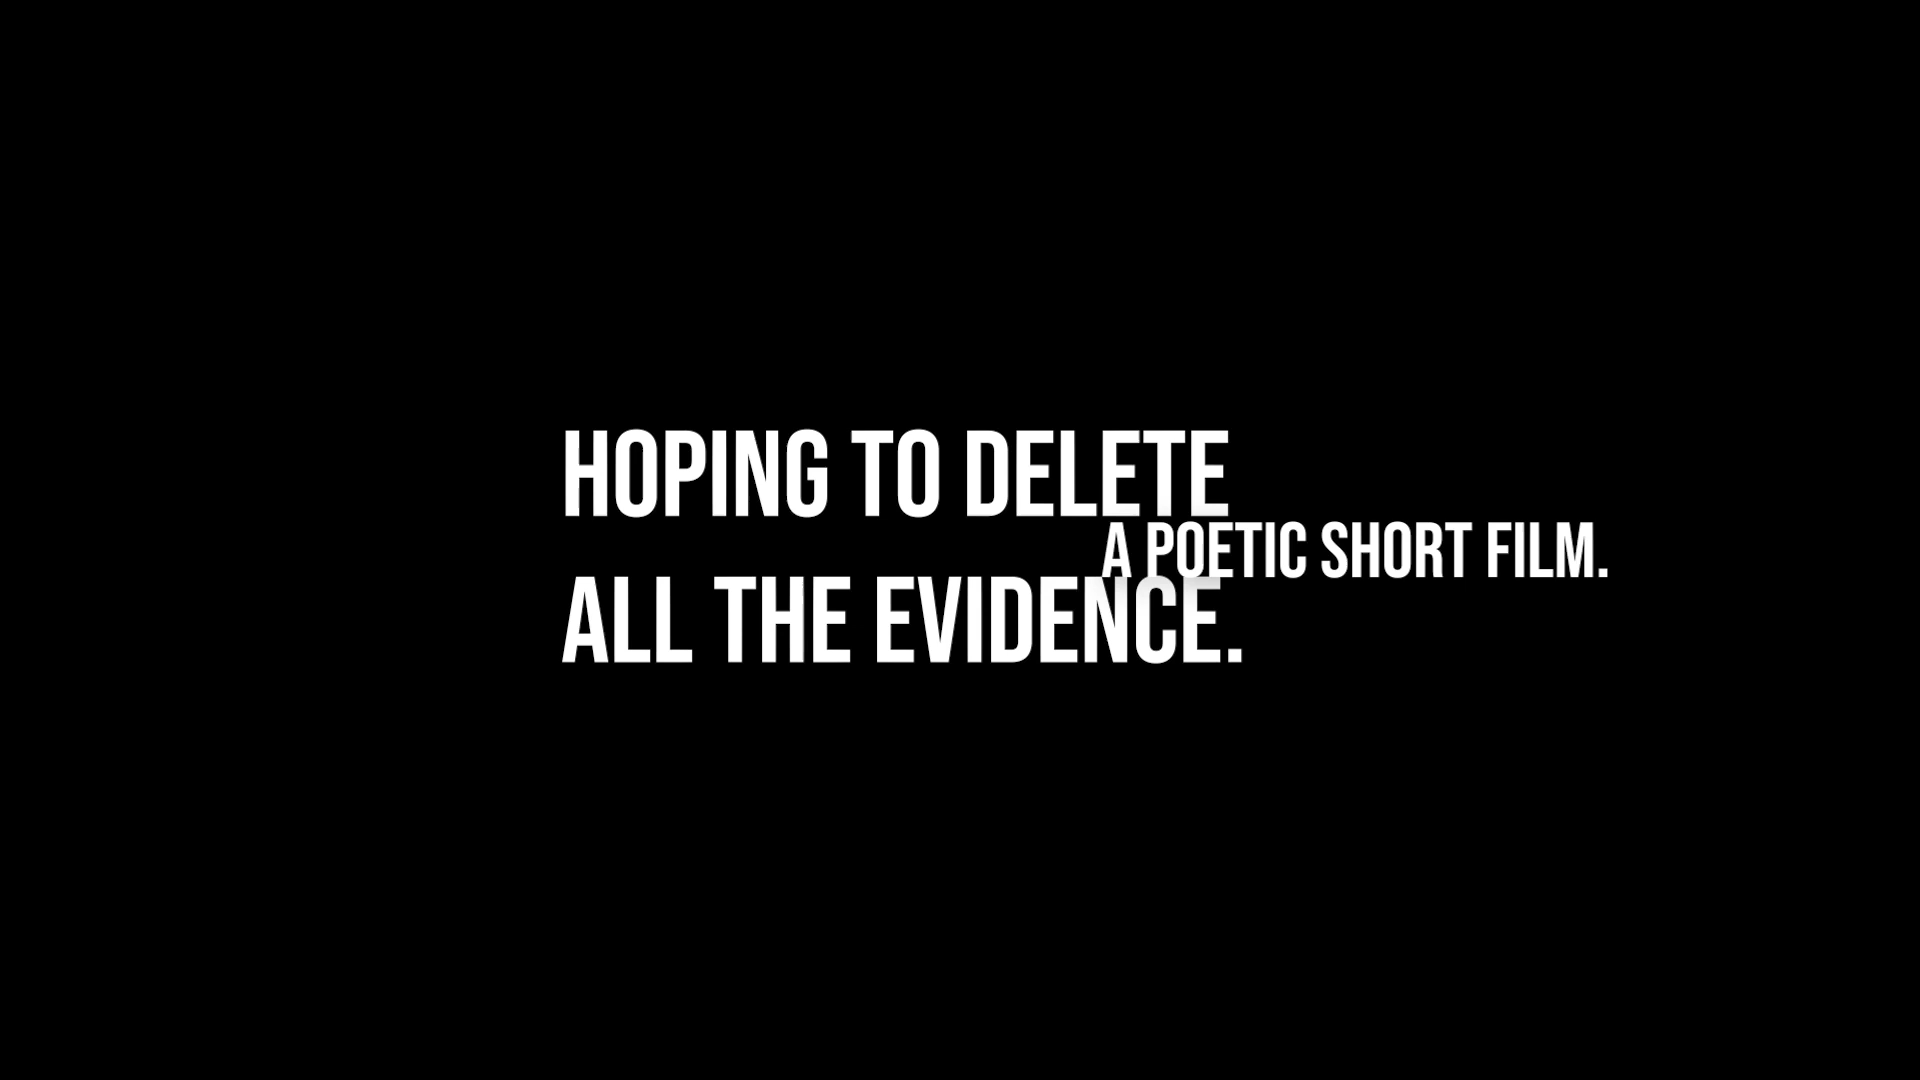 HOPING TO DELETE
A POETIC SHORT FILM.
ALL THE EVIDENCE.